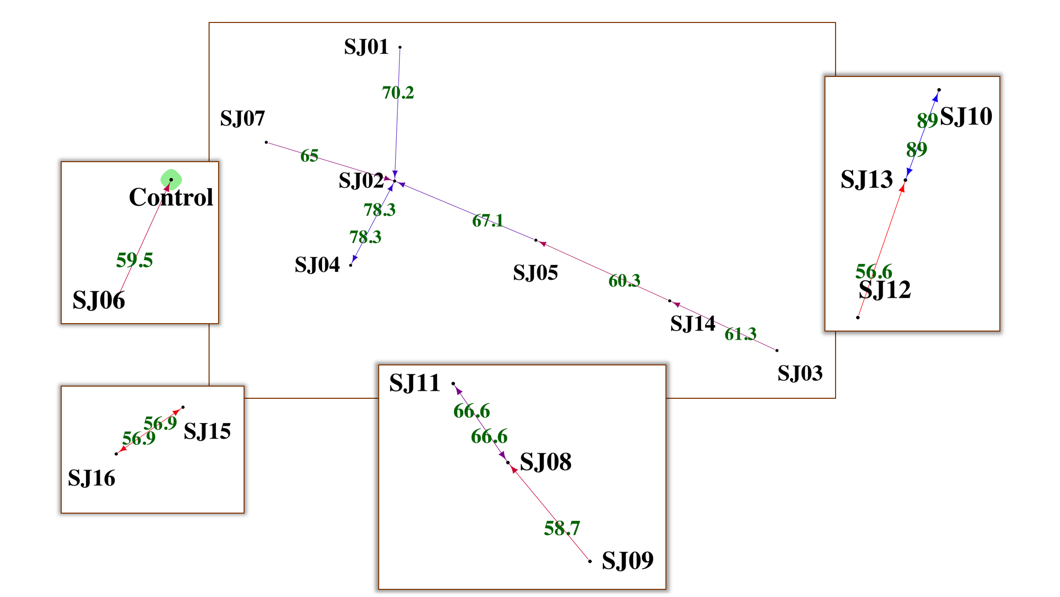 SJ01
70.2
SJ07
65
SJ02
78.3
78.3
SJ04
67.1
SJ05
60.3
SJ14
61.3
SJ03
Control
59.5
SJ06
89
SJ10
89
SJ13
56.6
SJ12
56.9
56.9
SJ15
SJ16
SJ11
66.6
66.6
SJ08
58.7
SJ09